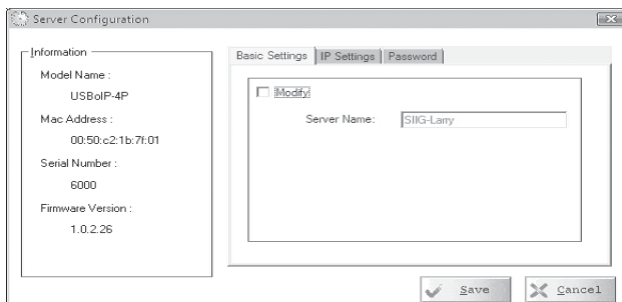 Server Configuration
Information
Model Name :
USBoIP-4P
Mac Address :
00:50:c2:1b:7f:01
Serial Number :
6000
Firmware Version :
1.0.2.26
Basic Settings
IP Settings
Password
Modify
Server Name:
SIIG-Larry
Save
Cancel